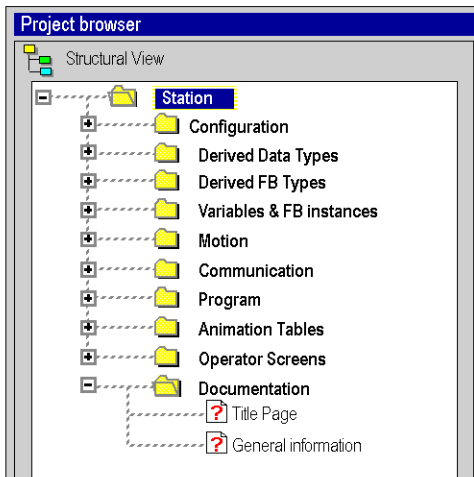 Project browser
Structural View
Station
Configuration
Derived Data Types
Derived FB Types
Variables & FB instances
Motion
Communication
Program
Animation Tables
Operator Screens
Documentation
? Title Page
? General information